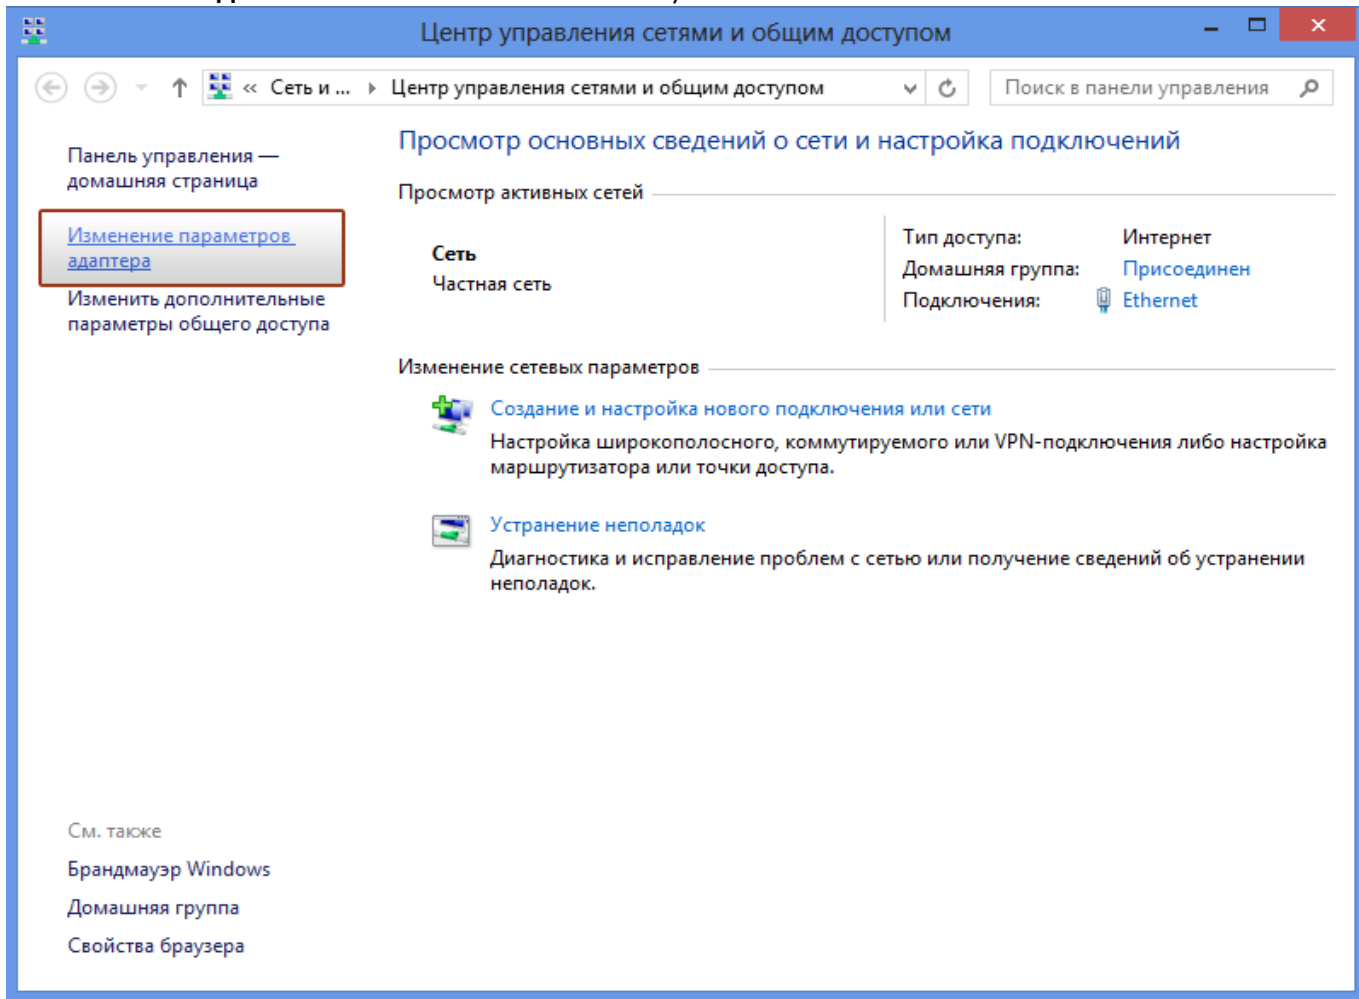 Центр управления сетями и общим доступом
« Сеть и ... Центр управления сетями и общим доступом
Поиск в панели управления
Панель управления —
домашняя страница
Изменение параметров
адаптера
Изменить дополнительные
параметры общего доступа
Просмотр основных сведений о сети и настройка подключений
Просмотр активных сетей
Сеть
Частная сеть
Тип доступа: Интернет
Домашняя группа: Присоединен
Подключения: Ethernet
Изменение сетевых параметров
Создание и настройка нового подключения или сети
Настройка широкополосного, коммутируемого или VPN-подключения либо настройка
маршрутизатора или точки доступа.
Устранение неполадок
Диагностика и исправление проблем с сетью или получение сведений об устранении
неполадок.
См. также
Брандмауэр Windows
Домашняя группа
Свойства браузера